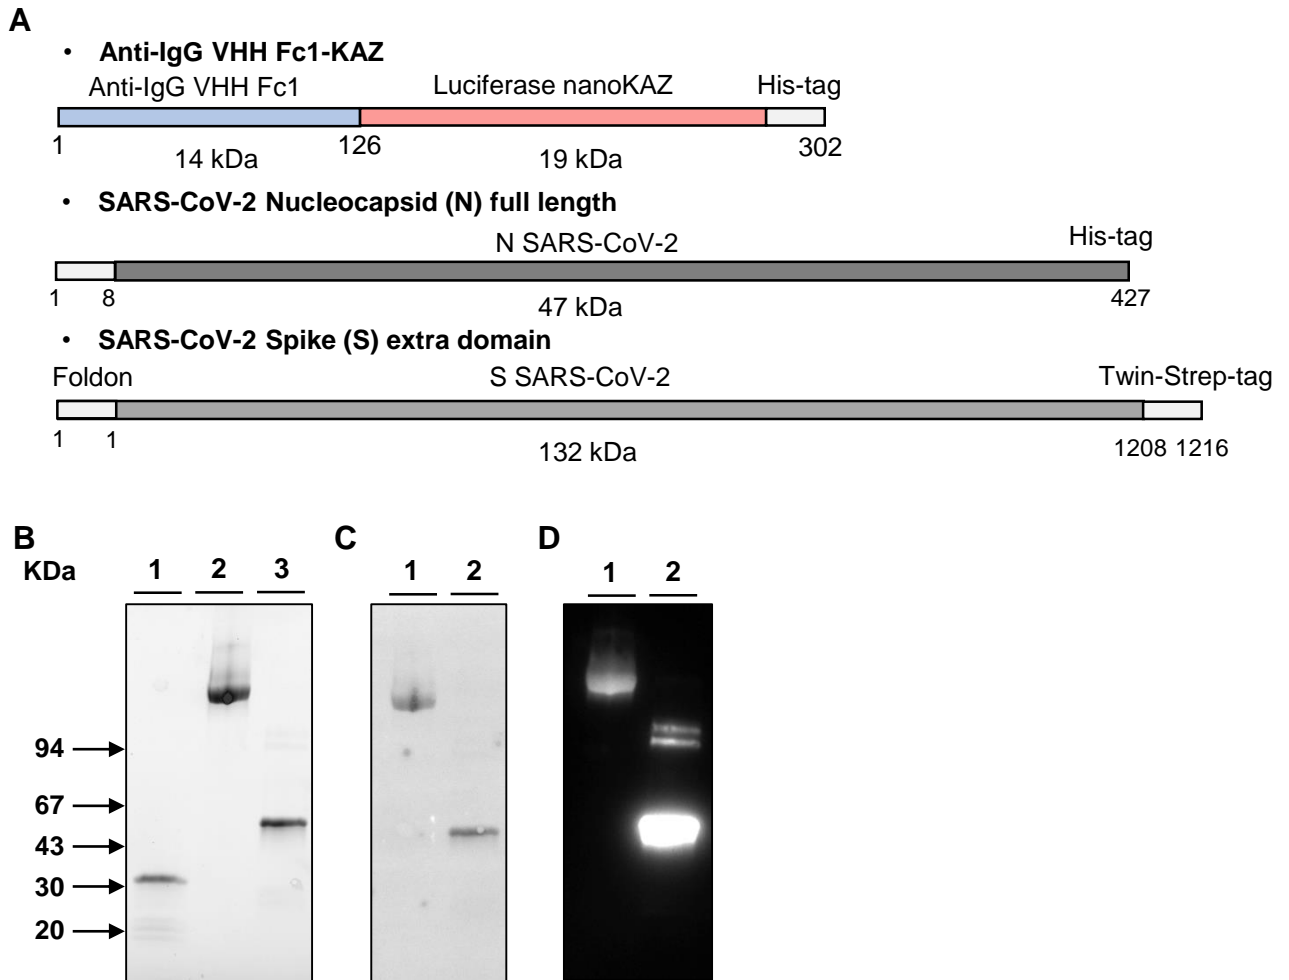 A
• Anti-IgG VHH Fc1-KAZ
Anti-IgG VHH Fc1 Luciferase nanoKAZ His-tag
1 14 kDa 126 19 kDa 302
• SARS-CoV-2 Nucleocapsid (N) full length
N SARS-CoV-2 His-tag
1 8 47 kDa 427
• SARS-CoV-2 Spike (S) extra domain
Foldon S SARS-CoV-2 Twin-Strep-tag
1 1 132 kDa 1208 1216
B C D
KDa 1 2 3 1 2 1 2
94
67
43
30
20